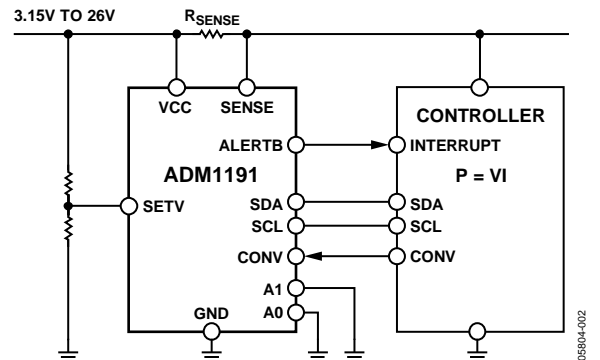 3.15V TO 26V
RSENSE
VCC
SENSE
ALERTB
ADM1191
SETV
SDA
SCL
CONV
A1
A0
GND
CONTROLLER
INTERRUPT
P = VI
SDA
SCL
CONV
05804-002